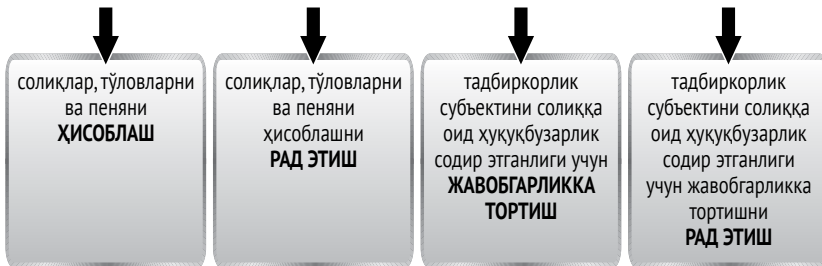 солиқлар, тўловларни
ва пеняни
ҲИСОБЛАШ
солиқлар, тўловларни
ва пеняни
ҳисоблашни
РАД ЭТИШ
тадбиркорлик
субъектини солиққа
оид ҳуқуқбузарлик
содир этганлиги учун
ЖАВОБГАРЛИККА
ТОРТИШ
тадбиркорлик
субъектини солиққа
оид ҳуқуқбузарлик
содир этганлиги
учун жавобгарликка
тортишни
РАД ЭТИШ